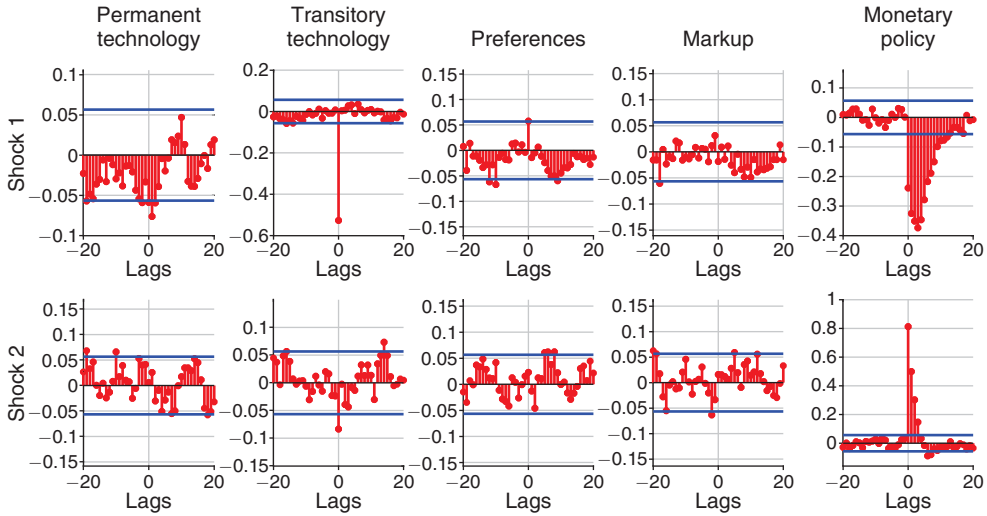 Permanent
technology
Transitory
technology
Preferences
Markup
Monetary
policy
Shock 1
0.1
0.05
0
−0.05
−0.1
−20 0 20
Lags
0.2
0
−0.2
−0.4
−0.6
−20 0 20
Lags
0.15
0.1
0.05
0
−0.05
−0.1
0.15
−20 0 20
Lags
0.15
0.1
0.05
0
−0.05
−0.1
0.15
−20 0 20
Lags
0.1
0
−0.1
−0.2
−0.3
−0.4
−20 0 20
Lags
Shock 2
0.15
0.1
0.05
0
−0.05
−0.1
−0.15
−20 0 20
Lags
0.1
0.05
0
−0.05
−0.1
0.15
−20 0 20
Lags
0.15
0.1
0.05
0
−0.05
−0.1
0.15
−20 0 20
Lags
0.15
0.1
0.05
0
−0.05
−0.1
0.15
−20 0 20
Lags
1
0.8
0.6
0.4
0.2
0
−20 0 20
Lags